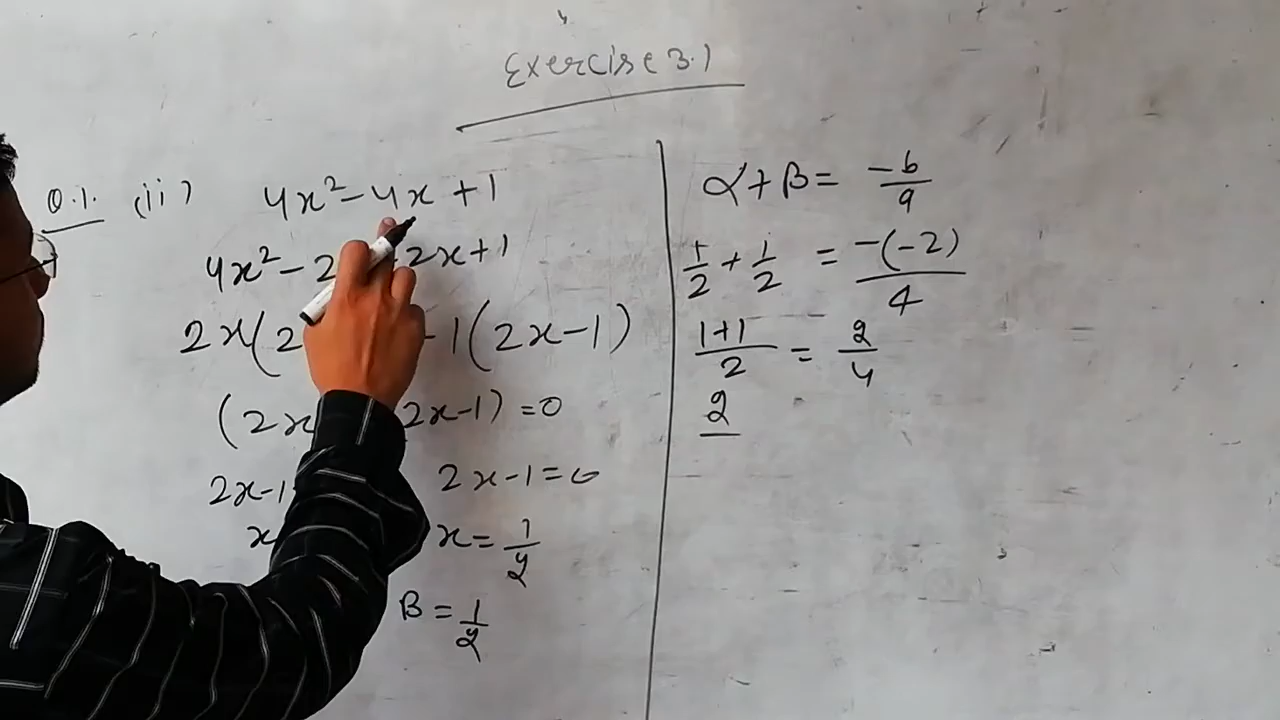 Exercise 3.1
Q.1. (ii) 4x² - 4x + 1
4x² - 2 2x + 1
2x(2 - 1(2x - 1)
(2x 2x - 1) = 0
2x - 1 2x - 1 = 0
x x = 1/2
β = 1/2
α + β = -b/a
1/2 + 1/2 = -(-2)/4
1+1/2 = 2/4
2